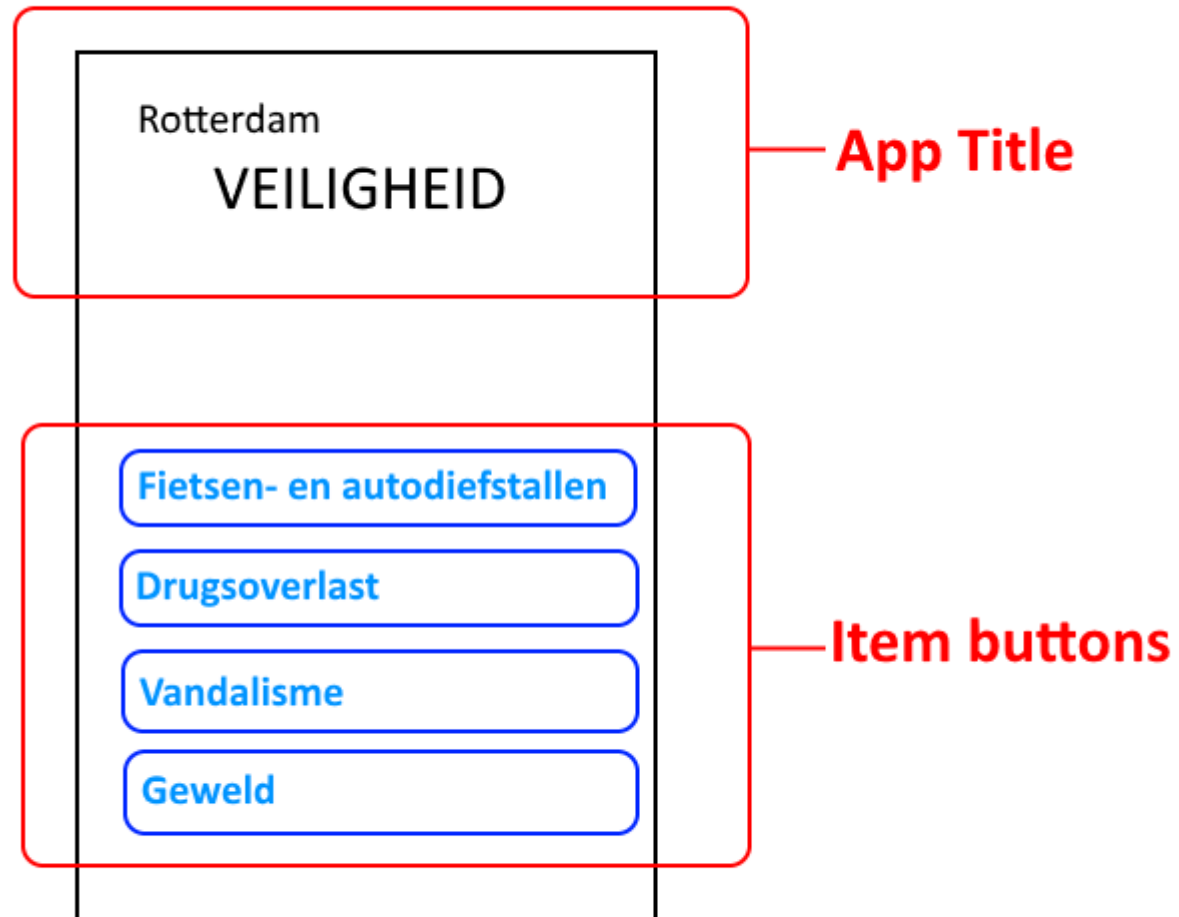 Rotterdam
VEILIGHEID
App Title
Fietsen- en autodiefstallen
Drugsoverlast
Vandalisme
Item buttons
Geweld